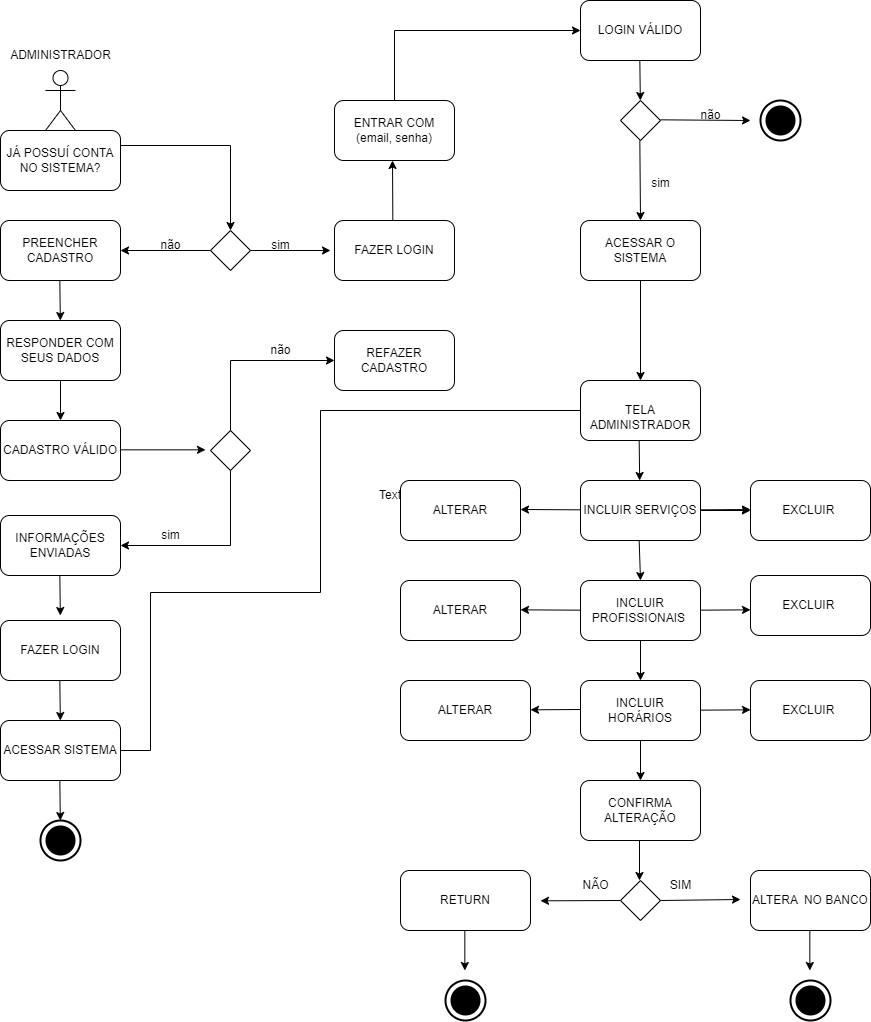 LOGIN VÁLIDO
ADMINISTRADOR
não
ENTRAR COM
(email, senha)
JÁ POSSUÍ CONTA
NO SISTEMA?
sim
PREENCHER
CADASTRO
não
sim
FAZER LOGIN
ACESSAR O
SISTEMA
RESPONDER COM
SEUS DADOS
não
REFAZER
CADASTRO
TELA
ADMINISTRADOR
CADASTRO VÁLIDO
Text
ALTERAR
INCLUIR SERVIÇOS
EXCLUIR
INFORMAÇÕES
ENVIADAS
sim
ALTERAR
INCLUIR
PROFISSIONAIS
EXCLUIR
FAZER LOGIN
ALTERAR
INCLUIR
HORÁRIOS
EXCLUIR
ACESSAR SISTEMA
CONFIRMA
ALTERAÇÃO
NÃO
SIM
RETURN
ALTERA NO BANCO